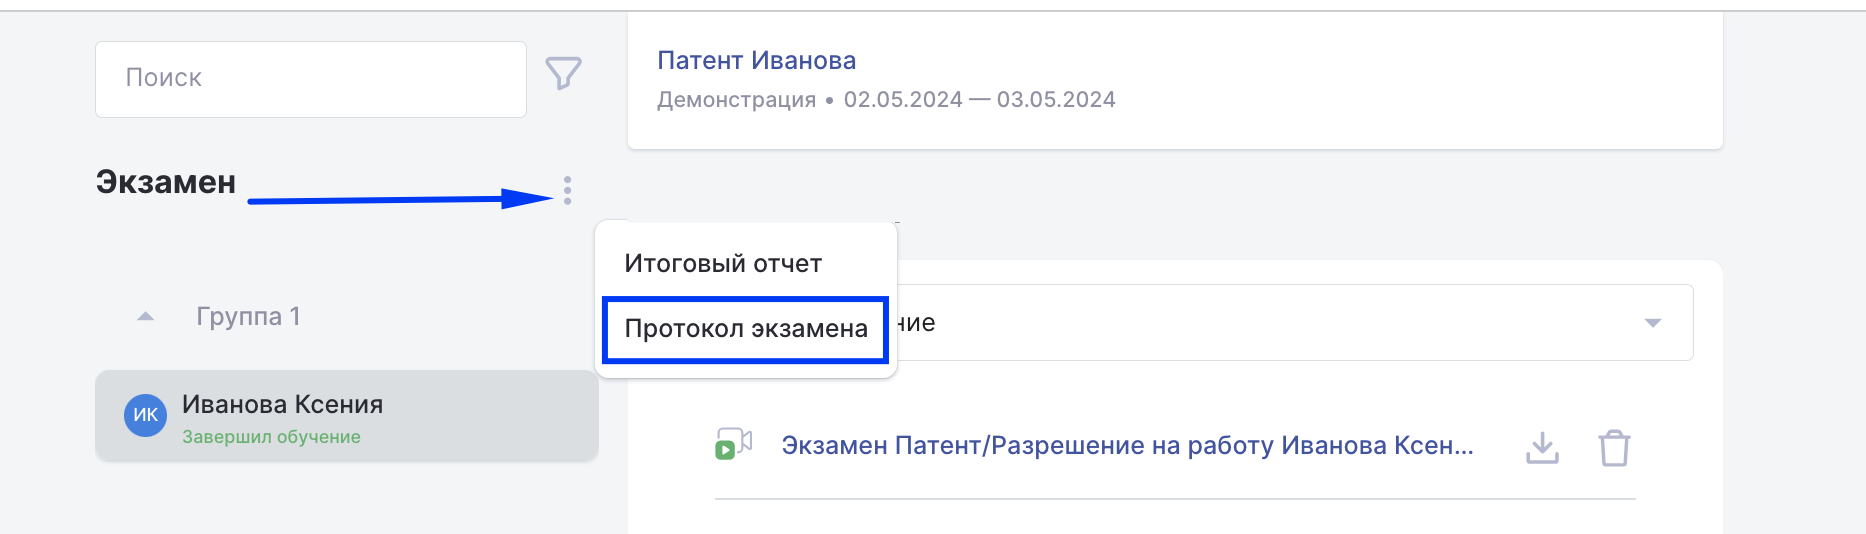 Поиск
Экзамен
Группа 1
ИК
Иванова Ксения
Завершил обучение
Патент Иванова
Демонстрация • 02.05.2024 — 03.05.2024
Итоговый отчет
Протокол экзамена
ние
Экзамен Патент/Разрешение на работу Иванова Ксен...